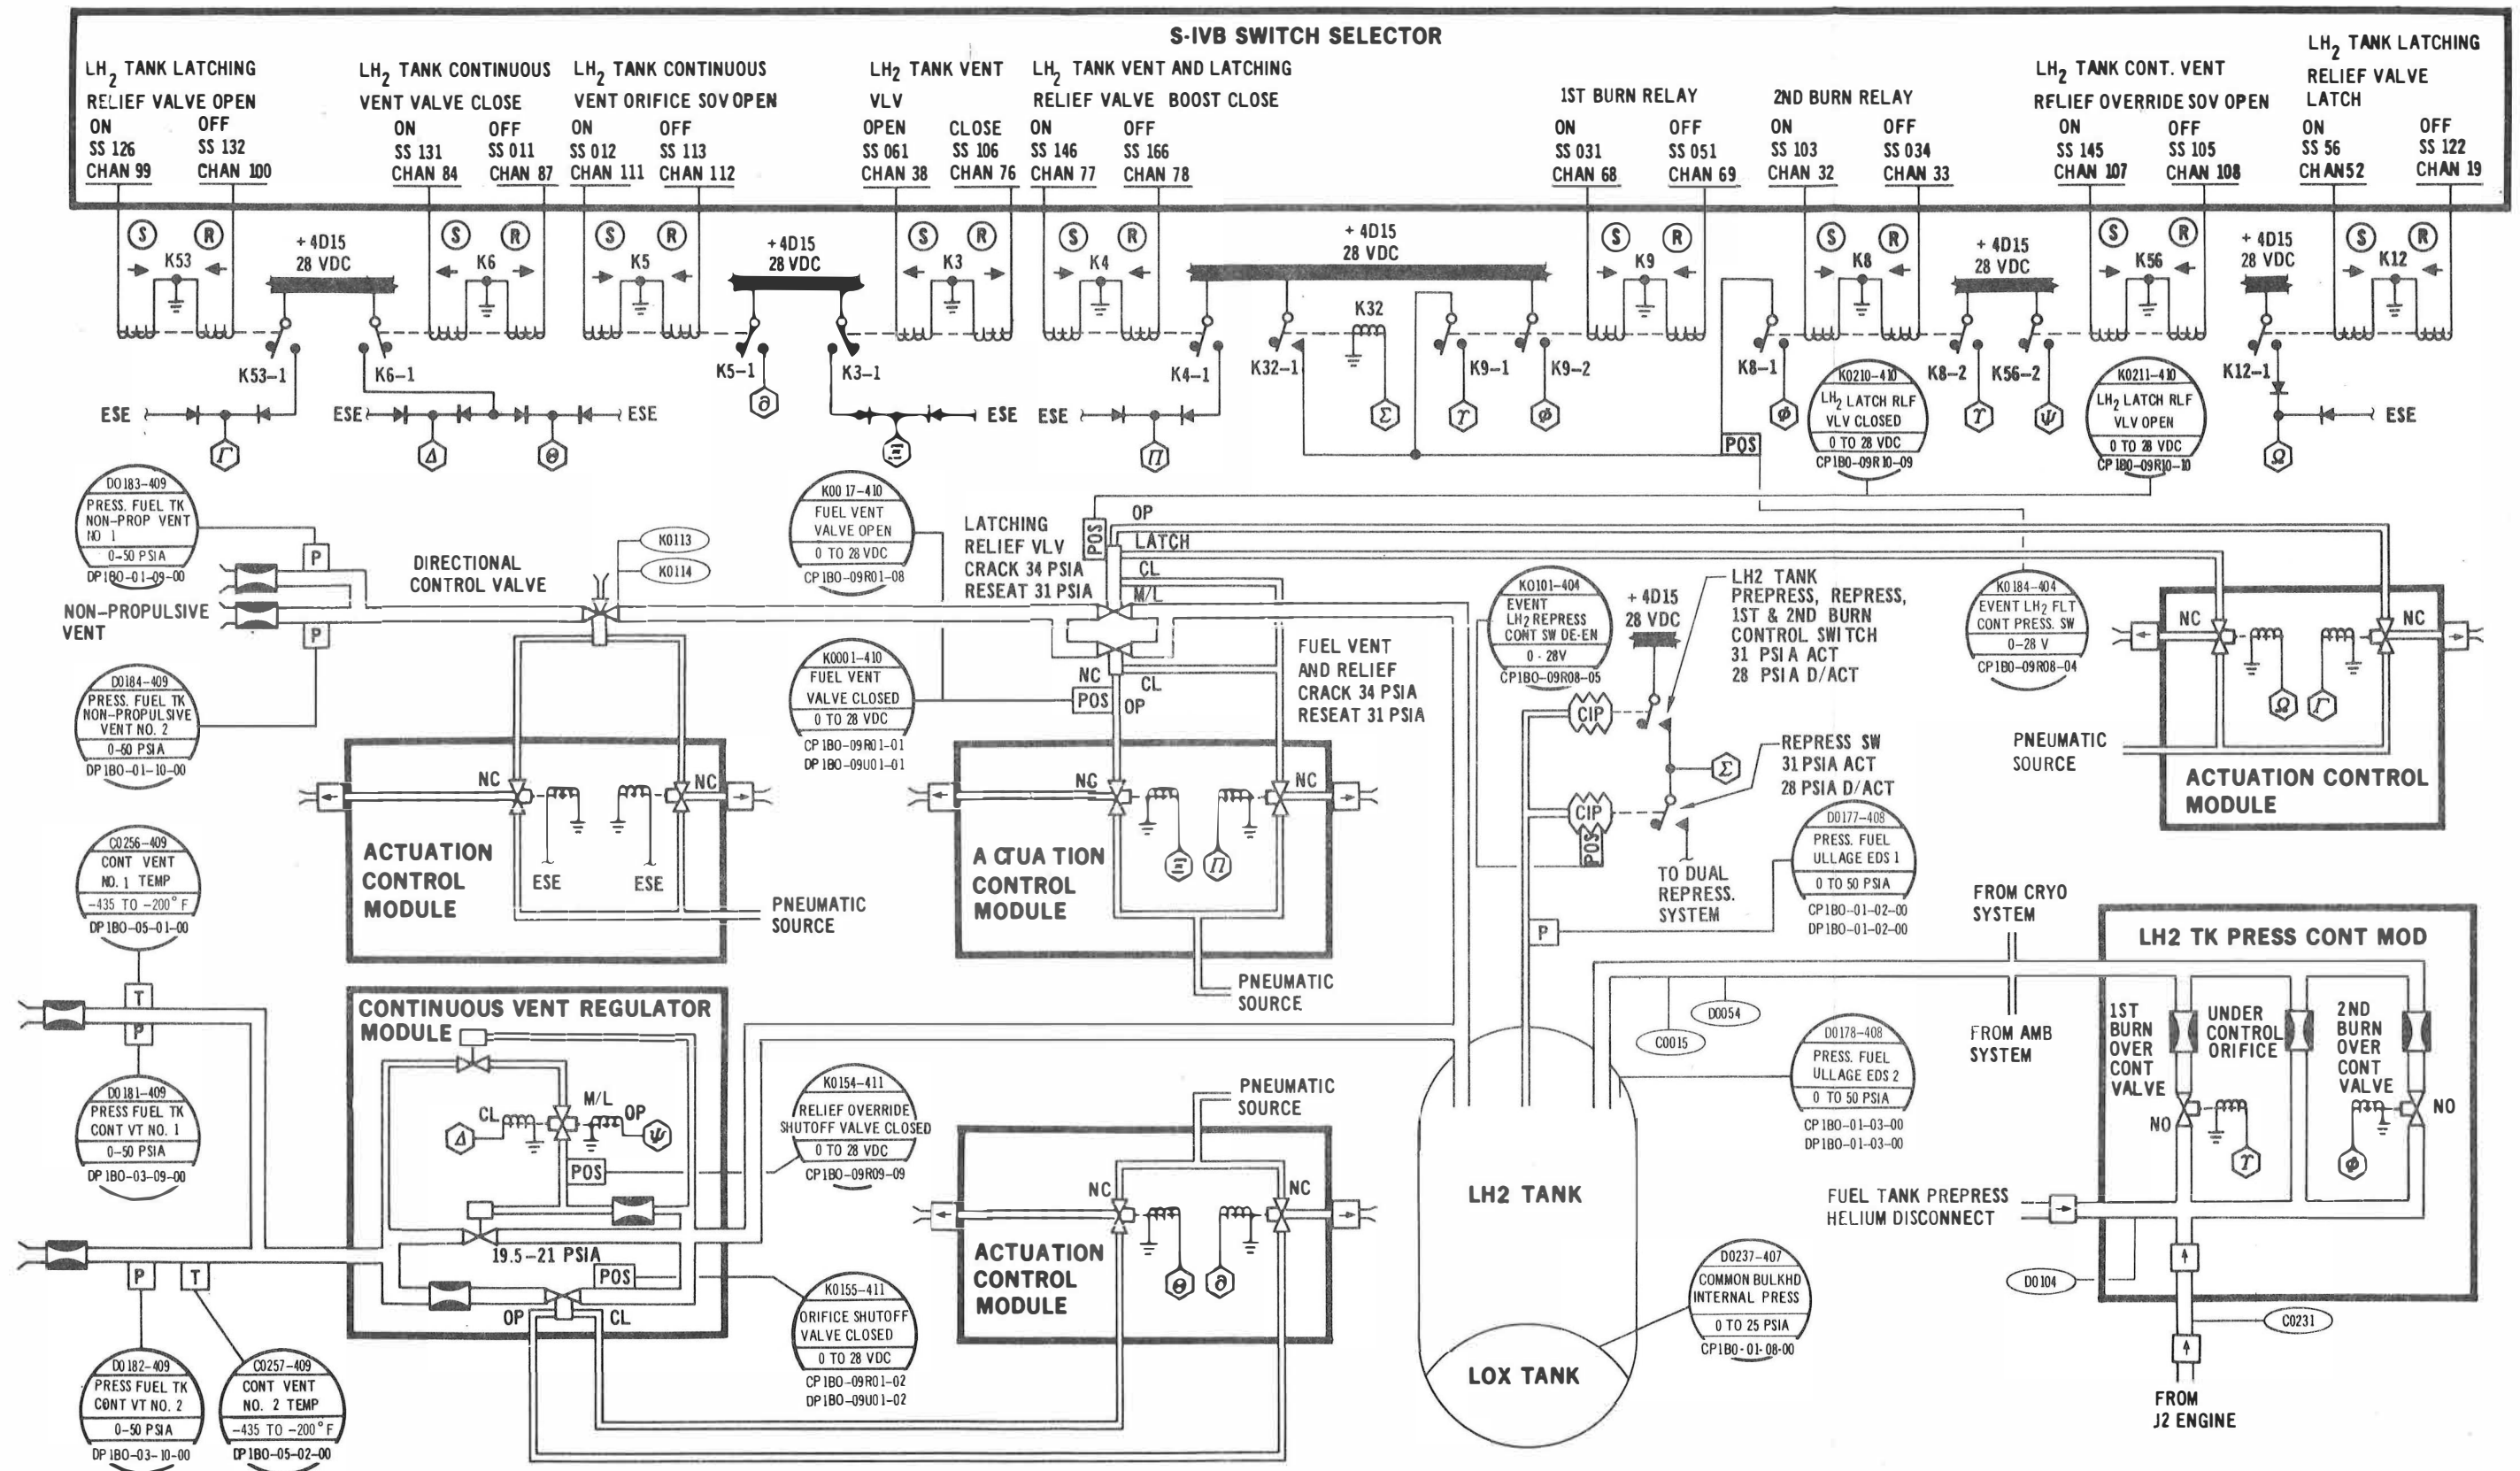 S-IVB SWITCH SELECTOR
LH2 TANK LATCHING
RELIEF VALVE OPEN
ON
SS 126
CHAN 99
OFF
SS 132
CHAN 100
LH2 TANK CONTINUOUS
VENT VALVE CLOSE
ON
SS 131
CHAN 84
OFF
SS 011
CHAN 87
LH2 TANK CONTINUOUS
VENT ORIFICE SOV OPEN
ON
SS 012
CHAN 111
OFF
SS 113
CHAN 112
LH2 TANK VENT
VLV
OPEN
SS 061
CHAN 38
CLOSE
SS 106
CHAN 76
LH2 TANK VENT AND LATCHING
RELIEF VALVE BOOST CLOSE
ON
SS 146
CHAN 77
OFF
SS 166
CHAN 78
1ST BURN RELAY
ON
SS 031
CHAN 68
OFF
SS 051
CHAN 69
2ND BURN RELAY
ON
SS 103
CHAN 32
OFF
SS 034
CHAN 33
LH2 TANK CONT. VENT
RELIEF OVERRIDE SOV OPEN
ON
SS 145
CHAN 107
OFF
SS 105
CHAN 108
LH2 TANK LATCHING
RELIEF VALVE
LATCH
ON
SS 56
CHAN 52
OFF
SS 122
CHAN 19
S
R
K53
+ 4D15
28 VDC
S
R
K6
S
R
K5
+ 4D15
28 VDC
S
R
K3
S
R
K4
+ 4D15
28 VDC
K32
S
R
K9
S
R
K8
+ 4D15
28 VDC
S
R
K56
+ 4D15
28 VDC
S
R
K12
K53-1
K6-1
K5-1
K3-1
K4-1
K32-1
K9-1
K9-2
K8-1
K8-2
K56-2
K12-1
ESE
ESE
ESE
ESE
ESE
ESE
Γ
Δ
Θ
∂
Ξ
Π
Σ
ϒ
Φ
Φ
ϒ
Ψ
Ω
POS
K0210-410
LH2 LATCH RLF
VLV CLOSED
0 TO 28 VDC
CP1BO-09R10-09
K0211-410
LH2 LATCH RLF
VLV OPEN
0 TO 28 VDC
CP1BO-09R10-10
D0183-409
PRESS. FUEL TK
NON-PROP VENT
NO 1
0-50 PSIA
DP1BO-01-09-00
P
NON-PROPULSIVE
VENT
P
D0184-409
PRESS. FUEL TK
NON-PROPULSIVE
VENT NO. 2
0-60 PSIA
DP1BO-01-10-00
DIRECTIONAL
CONTROL VALVE
K0113
K0114
K0017-410
FUEL VENT
VALVE OPEN
0 TO 28 VDC
CP1BO-09R01-08
K0001-410
FUEL VENT
VALVE CLOSED
0 TO 28 VDC
CP1BO-09R01-01
DP1BO-09U01-01
LATCHING
RELIEF VLV
CRACK 34 PSIA
RESEAT 31 PSIA
POS
OP
LATCH
CL
M/L
NC
CL
POS
OP
FUEL VENT
AND RELIEF
CRACK 34 PSIA
RESEAT 31 PSIA
K0101-404
EVENT
LH2 REPRESS
CONT SW DE-EN
0-28V
CP1BO-09R08-05
+ 4D15
28 VDC
LH2 TANK
PREPRESS, REPRESS,
1ST & 2ND BURN
CONTROL SWITCH
31 PSIA ACT
28 PSIA D/ACT
CIP
Σ
REPRESS SW
31 PSIA ACT
28 PSIA D/ACT
CIP
POS
TO DUAL
REPRESS.
SYSTEM
K0184-404
EVENT LH2 FLT
CONT PRESS. SW
0-28 V
CP1BO-09R08-04
NC
NC
Ω
Γ
PNEUMATIC
SOURCE
ACTUATION CONTROL
MODULE
NC
NC
ESE
ESE
ACTUATION
CONTROL
MODULE
PNEUMATIC
SOURCE
NC
NC
Ξ
Π
ACTUATION
CONTROL
MODULE
PNEUMATIC
SOURCE
D0177-408
PRESS. FUEL
ULLAGE EDS 1
0 TO 50 PSIA
CP1BO-01-02-00
DP1BO-01-02-00
P
C0256-409
CONT VENT
NO. 1 TEMP
-435 TO -200°F
DP1BO-05-01-00
T
P
D0181-409
PRESS FUEL TK
CONT VT NO. 1
0-50 PSIA
DP1BO-03-09-00
P
T
D0182-409
PRESS FUEL TK
CONT VT NO. 2
0-50 PSIA
DP1BO-03-10-00
C0257-409
CONT VENT
NO. 2 TEMP
-435 TO -200°F
DP1BO-05-02-00
CONTINUOUS VENT REGULATOR
MODULE
M/L
CL
OP
Δ
Ψ
POS
19.5-21 PSIA
POS
OP
CL
K0154-411
RELIEF OVERRIDE
SHUTOFF VALVE CLOSED
0 TO 28 VDC
CP1BO-09R09-09
K0155-411
ORIFICE SHUTOFF
VALVE CLOSED
0 TO 28 VDC
CP1BO-09R01-02
DP1BO-09U01-02
PNEUMATIC
SOURCE
NC
NC
Θ
∂
ACTUATION
CONTROL
MODULE
LH2 TANK
LOX TANK
D0054
C0015
D0178-408
PRESS. FUEL
ULLAGE EDS 2
0 TO 50 PSIA
CP1BO-01-03-00
DP1BO-01-03-00
D0237-407
COMMON BULKHD
INTERNAL PRESS
0 TO 25 PSIA
CP1BO-01-08-00
FROM CRYO
SYSTEM
FROM AMB
SYSTEM
LH2 TK PRESS CONT MOD
1ST
BURN
OVER
CONT
VALVE
UNDER
CONTROL
ORIFICE
2ND
BURN
OVER
CONT
VALVE
NO
NO
ϒ
Φ
FUEL TANK PREPRESS
HELIUM DISCONNECT
D0104
C0231
FROM
J2 ENGINE